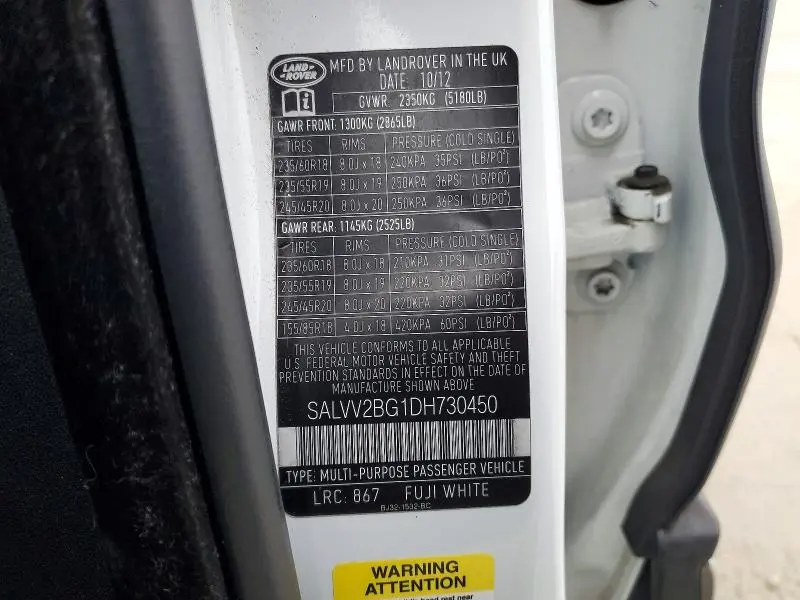 LAND ROVER
MFD BY LANDROVER IN THE UK
DATE: 10/12
GVWR: 2350KG (5180LB)
GAWR FRONT: 1300KG (2865LB)
TIRES RIMS PRESSURE (COLD SINGLE)
235/60R18 8.0J x 18 240KPA 35PSI (LB/PO²)
235/55R19 8.0J x 19 250KPA 36PSI (LB/PO²)
245/45R20 8.0J x 20 250KPA 36PSI (LB/PO²)
GAWR REAR: 1145KG (2525LB)
TIRES RIMS PRESSURE (COLD SINGLE)
235/60R18 8.0J x 18 210KPA 31PSI (LB/PO²)
235/55R19 8.0J x 19 220KPA 32PSI (LB/PO²)
245/45R20 8.0J x 20 220KPA 32PSI (LB/PO²)
155/85R18 4.0J x 18 420KPA 60PSI (LB/PO²)
THIS VEHICLE CONFORMS TO ALL APPLICABLE
U.S. FEDERAL MOTOR VEHICLE SAFETY AND THEFT
PREVENTION STANDARDS IN EFFECT ON THE DATE OF
MANUFACTURE SHOWN ABOVE
SALVV2BG1DH730450
TYPE: MULTI-PURPOSE PASSENGER VEHICLE
LRC: 867 FUJI WHITE
BJ32-1532-BC
WARNING
ATTENTION
head rest near